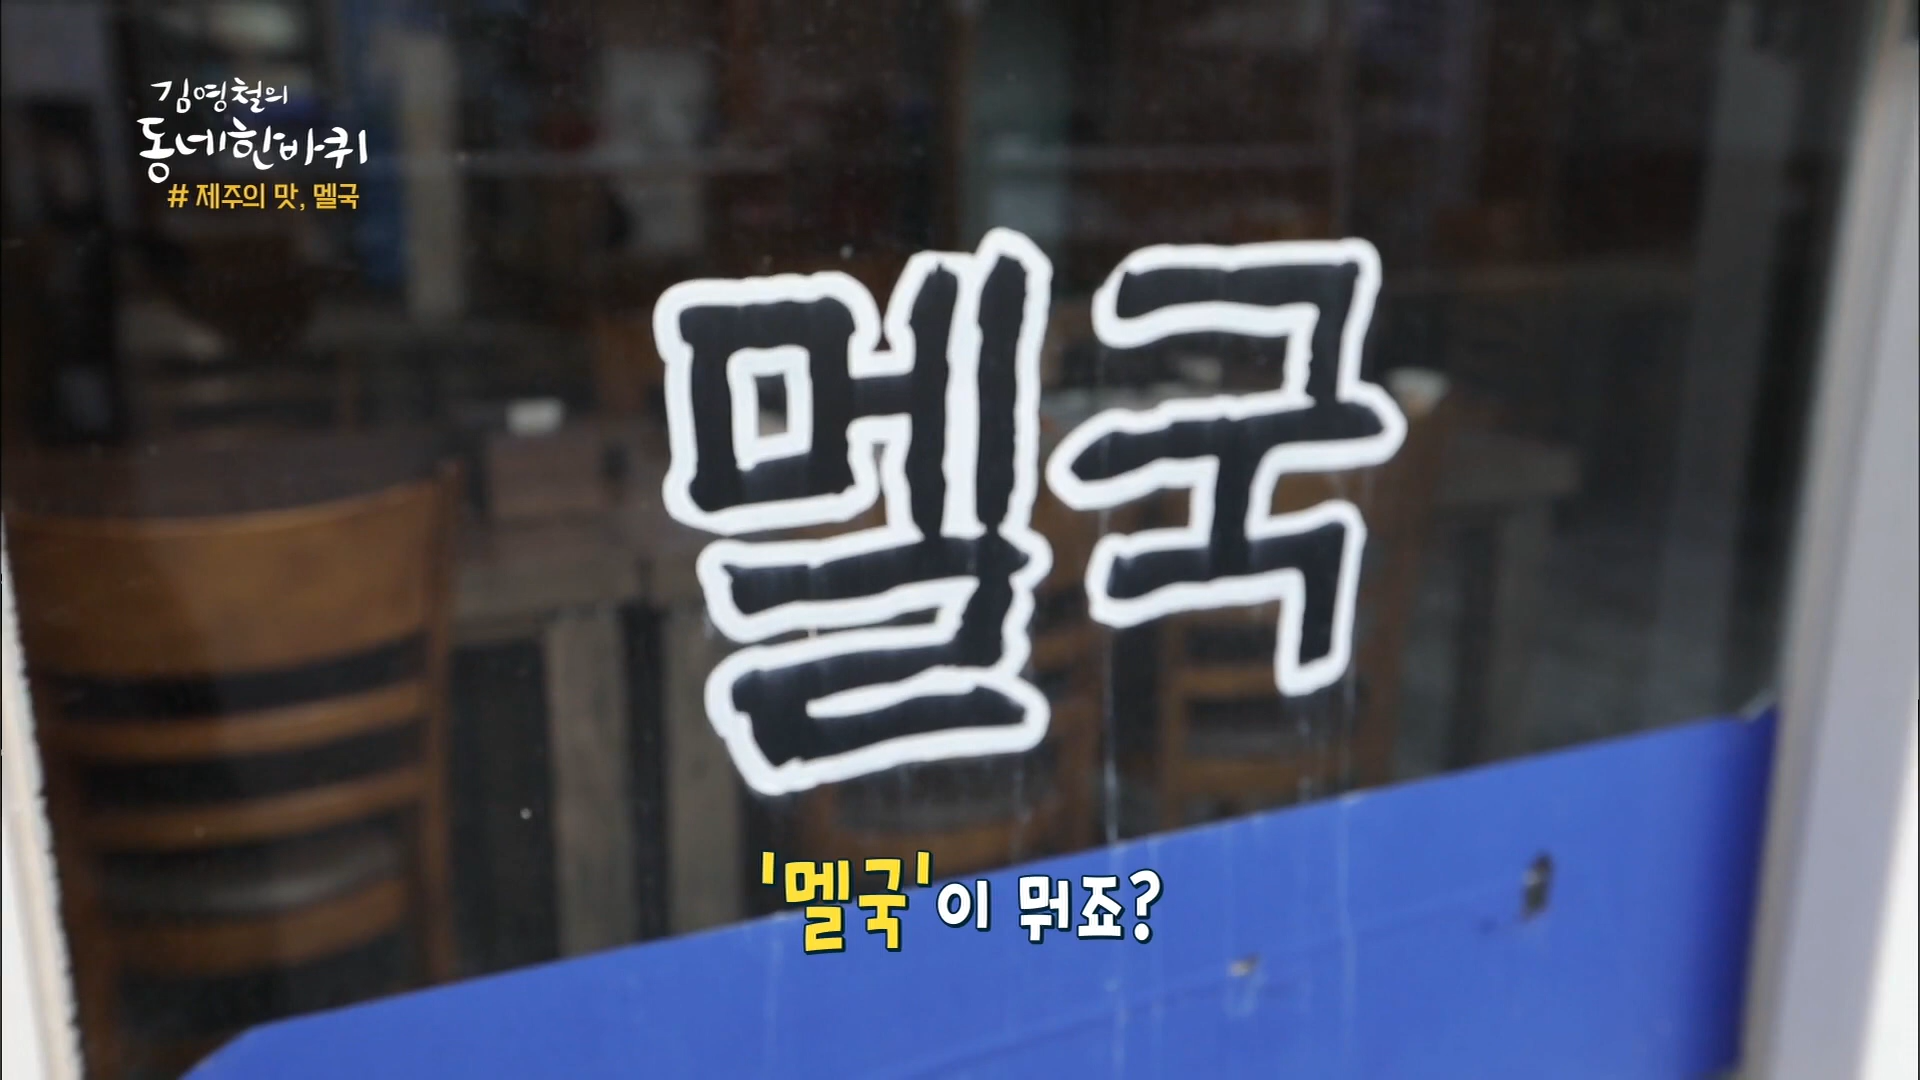 김영철의
동네한바퀴
# 제주의 맛, 멜국
멜국
'멜국'이 뭐죠?